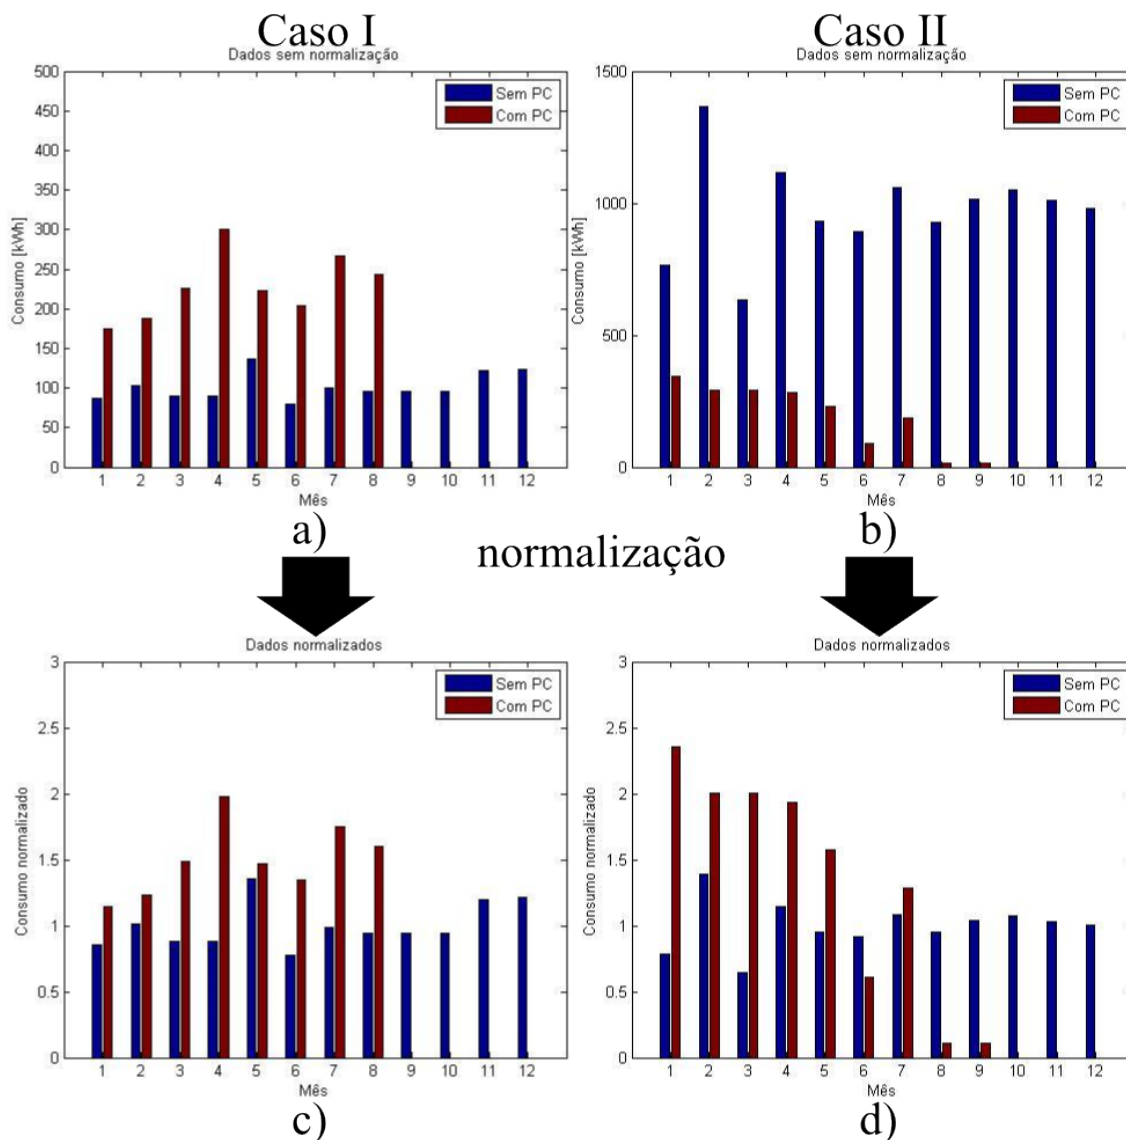 Caso I
Dados sem normalização
500
450
400
350
300
250
200
150
100
50
0
Consumo [kWh]
Sem PC
Com PC
1 2 3 4 5 6 7 8 9 10 11 12
Mês
a)
Caso II
Dados sem normalização
1500
1000
500
0
Consumo [kWh]
Sem PC
Com PC
1 2 3 4 5 6 7 8 9 10 11 12
Mês
b)
normalização
Dados normalizados
3
2.5
2
1.5
1
0.5
0
Consumo normalizado
Sem PC
Com PC
1 2 3 4 5 6 7 8 9 10 11 12
Mês
c)
Dados normalizados
3
2.5
2
1.5
1
0.5
0
Consumo normalizado
Sem PC
Com PC
1 2 3 4 5 6 7 8 9 10 11 12
Mês
d)